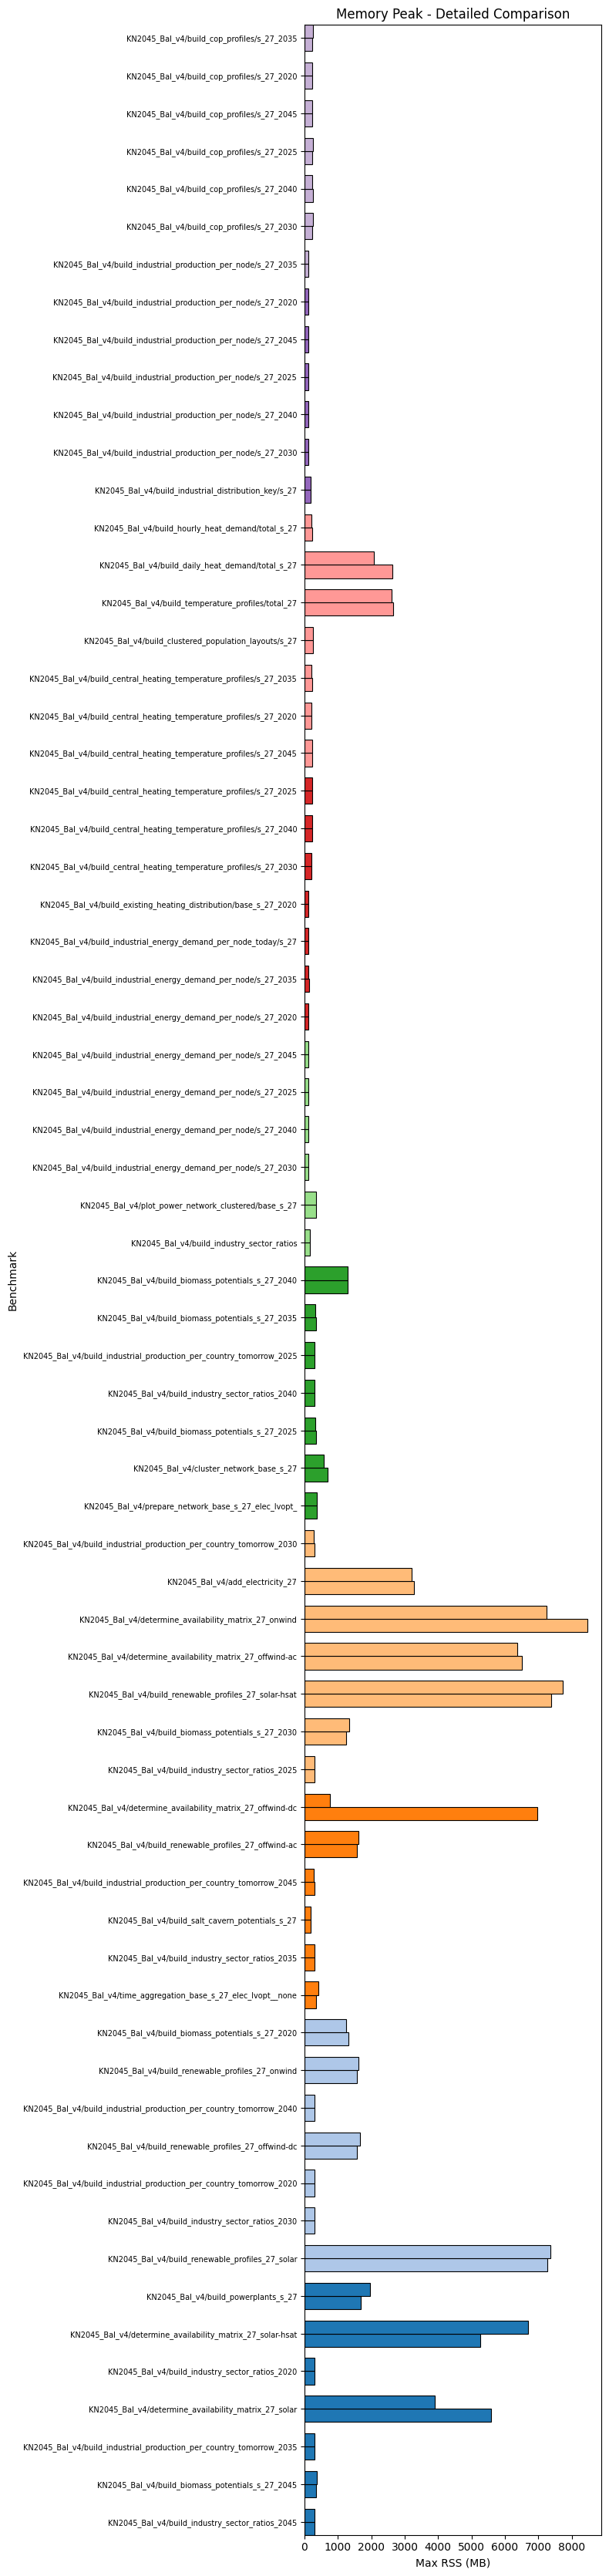 Memory Peak - Detailed Comparison
KN2045_Bal_v4/build_cop_profiles/s_27_2035
KN2045_Bal_v4/build_cop_profiles/s_27_2020
KN2045_Bal_v4/build_cop_profiles/s_27_2045
KN2045_Bal_v4/build_cop_profiles/s_27_2025
KN2045_Bal_v4/build_cop_profiles/s_27_2040
KN2045_Bal_v4/build_cop_profiles/s_27_2030
KN2045_Bal_v4/build_industrial_production_per_node/s_27_2035
KN2045_Bal_v4/build_industrial_production_per_node/s_27_2020
KN2045_Bal_v4/build_industrial_production_per_node/s_27_2045
KN2045_Bal_v4/build_industrial_production_per_node/s_27_2025
KN2045_Bal_v4/build_industrial_production_per_node/s_27_2040
KN2045_Bal_v4/build_industrial_production_per_node/s_27_2030
KN2045_Bal_v4/build_industrial_distribution_key/s_27
KN2045_Bal_v4/build_hourly_heat_demand/total_s_27
KN2045_Bal_v4/build_daily_heat_demand/total_s_27
KN2045_Bal_v4/build_temperature_profiles/total_27
KN2045_Bal_v4/build_clustered_population_layouts/s_27
KN2045_Bal_v4/build_central_heating_temperature_profiles/s_27_2035
KN2045_Bal_v4/build_central_heating_temperature_profiles/s_27_2020
KN2045_Bal_v4/build_central_heating_temperature_profiles/s_27_2045
KN2045_Bal_v4/build_central_heating_temperature_profiles/s_27_2025
KN2045_Bal_v4/build_central_heating_temperature_profiles/s_27_2040
KN2045_Bal_v4/build_central_heating_temperature_profiles/s_27_2030
KN2045_Bal_v4/build_existing_heating_distribution/base_s_27_2020
KN2045_Bal_v4/build_industrial_energy_demand_per_node_today/s_27
KN2045_Bal_v4/build_industrial_energy_demand_per_node/s_27_2035
KN2045_Bal_v4/build_industrial_energy_demand_per_node/s_27_2020
KN2045_Bal_v4/build_industrial_energy_demand_per_node/s_27_2045
KN2045_Bal_v4/build_industrial_energy_demand_per_node/s_27_2025
KN2045_Bal_v4/build_industrial_energy_demand_per_node/s_27_2040
KN2045_Bal_v4/build_industrial_energy_demand_per_node/s_27_2030
KN2045_Bal_v4/plot_power_network_clustered/base_s_27
KN2045_Bal_v4/build_industry_sector_ratios
Benchmark
KN2045_Bal_v4/build_biomass_potentials_s_27_2040
KN2045_Bal_v4/build_biomass_potentials_s_27_2035
KN2045_Bal_v4/build_industrial_production_per_country_tomorrow_2025
KN2045_Bal_v4/build_industry_sector_ratios_2040
KN2045_Bal_v4/build_biomass_potentials_s_27_2025
KN2045_Bal_v4/cluster_network_base_s_27
KN2045_Bal_v4/prepare_network_base_s_27_elec_lvopt_
KN2045_Bal_v4/build_industrial_production_per_country_tomorrow_2030
KN2045_Bal_v4/add_electricity_27
KN2045_Bal_v4/determine_availability_matrix_27_onwind
KN2045_Bal_v4/determine_availability_matrix_27_offwind-ac
KN2045_Bal_v4/build_renewable_profiles_27_solar-hsat
KN2045_Bal_v4/build_biomass_potentials_s_27_2030
KN2045_Bal_v4/build_industry_sector_ratios_2025
KN2045_Bal_v4/determine_availability_matrix_27_offwind-dc
KN2045_Bal_v4/build_renewable_profiles_27_offwind-ac
KN2045_Bal_v4/build_industrial_production_per_country_tomorrow_2045
KN2045_Bal_v4/build_salt_cavern_potentials_s_27
KN2045_Bal_v4/build_industry_sector_ratios_2035
KN2045_Bal_v4/time_aggregation_base_s_27_elec_lvopt__none
KN2045_Bal_v4/build_biomass_potentials_s_27_2020
KN2045_Bal_v4/build_renewable_profiles_27_onwind
KN2045_Bal_v4/build_industrial_production_per_country_tomorrow_2040
KN2045_Bal_v4/build_renewable_profiles_27_offwind-dc
KN2045_Bal_v4/build_industrial_production_per_country_tomorrow_2020
KN2045_Bal_v4/build_industry_sector_ratios_2030
KN2045_Bal_v4/build_renewable_profiles_27_solar
KN2045_Bal_v4/build_powerplants_s_27
KN2045_Bal_v4/determine_availability_matrix_27_solar-hsat
KN2045_Bal_v4/build_industry_sector_ratios_2020
KN2045_Bal_v4/determine_availability_matrix_27_solar
KN2045_Bal_v4/build_industrial_production_per_country_tomorrow_2035
KN2045_Bal_v4/build_biomass_potentials_s_27_2045
KN2045_Bal_v4/build_industry_sector_ratios_2045
0 1000 2000 3000 4000 5000 6000 7000 8000
Max RSS (MB)